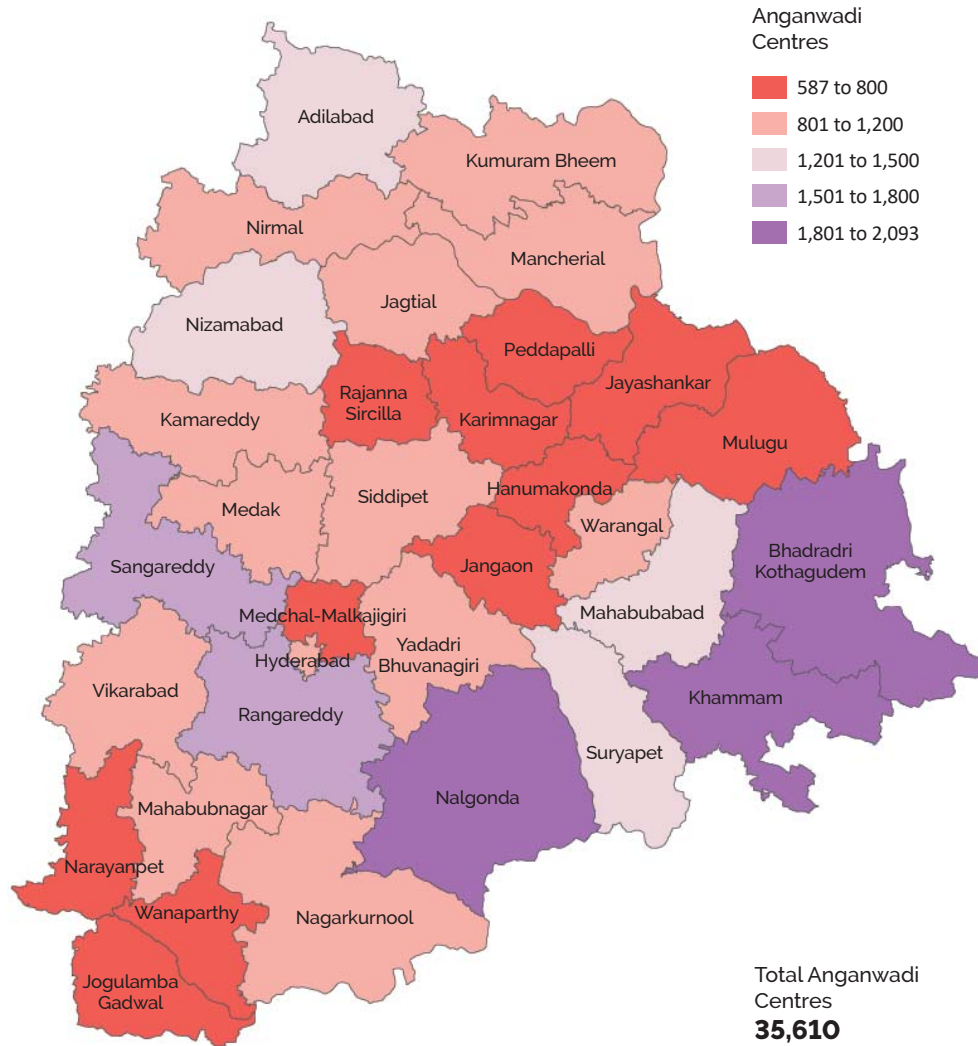 Anganwadi
Centres
587 to 800
801 to 1,200
1,201 to 1,500
1,501 to 1,800
1,801 to 2,093
Adilabad
Kumuram Bheem
Nirmal
Mancherial
Jagtial
Nizamabad
Peddapalli
Jayashankar
Rajanna
Sircilla
Karimnagar
Kamareddy
Mulugu
Siddipet
Hanumakonda
Medak
Warangal
Bhadradri
Kothagudem
Sangareddy
Jangaon
Mahabubabad
Medchal-Malkajigiri
Yadadri
Bhuvanagiri
Hyderabad
Vikarabad
Khammam
Rangareddy
Suryapet
Nalgonda
Mahabubnagar
Narayanpet
Wanaparthy
Nagarkurnool
Jogulamba
Gadwal
Total Anganwadi
Centres
35,610